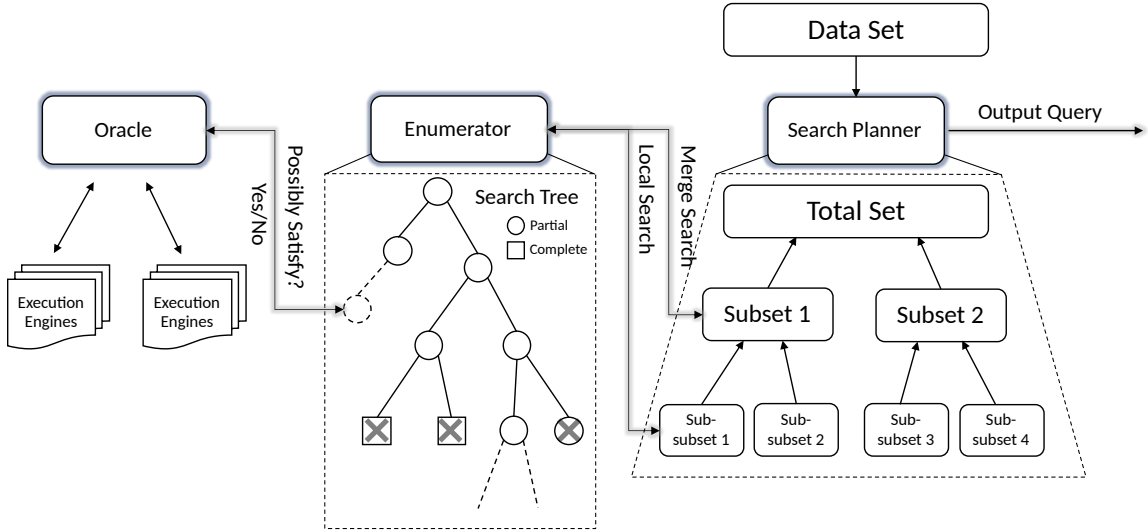 Data Set
Oracle
Enumerator
Search Planner
Output Query
Possibly Satisfy?
Yes/No
Search Tree
Partial
Complete
Local Search
Merge Search
Total Set
Execution
Engines
Execution
Engines
Subset 1
Subset 2
Sub-
subset 1
Sub-
subset 2
Sub-
subset 3
Sub-
subset 4